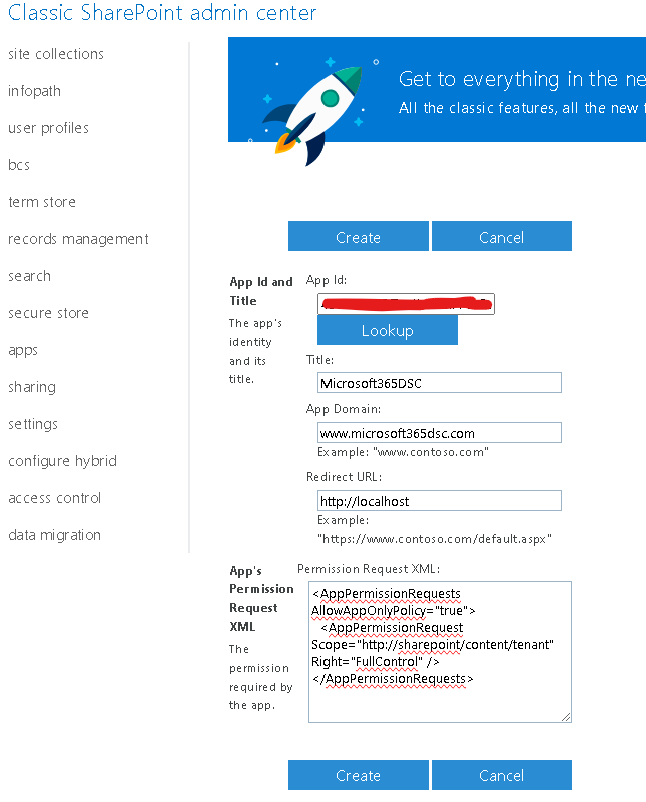 Classic SharePoint admin center
site collections
infopath
user profiles
bcs
term store
records management
search
secure store
apps
sharing
settings
configure hybrid
access control
data migration
Get to everything in the ne
All the classic features, all the new f
Create
Cancel
App Id and
Title
The app's
identity
and its
title.
App Id:
Lookup
Title:
Microsoft365DSC
App Domain:
www.microsoft365dsc.com
Example: "www.contoso.com"
Redirect URL:
http://localhost
Example:
"https://www.contoso.com/default.aspx"
App's
Permission
Request
XML
The
permission
required by
the app.
Permission Request XML:
<AppPermissionRequests
AllowAppOnlyPolicy="true">
<AppPermissionRequest
Scope="http://sharepoint/content/tenant"
Right="FullControl" />
</AppPermissionRequests>
Create
Cancel